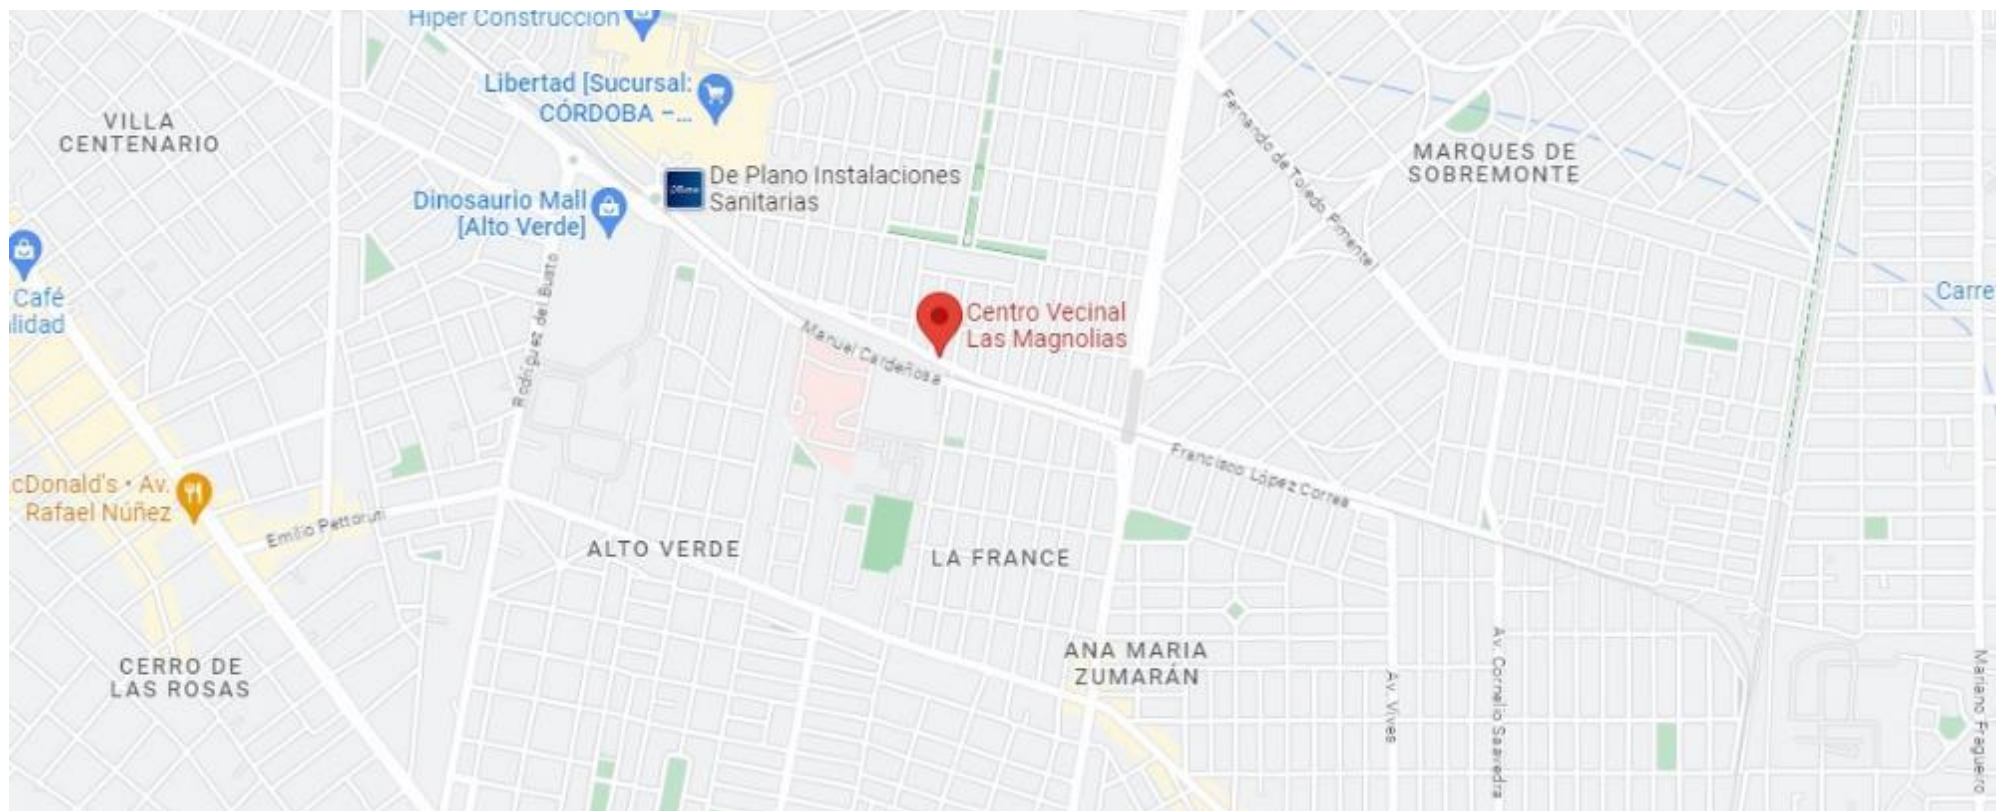 Hiper Construcción
Libertad [Sucursal:
CÓRDOBA –...
VILLA
CENTENARIO
Fernando de Toledo Pimentel
MARQUES DE
SOBREMONTE
De Plano Instalaciones
Sanitarias
Dinosaurio Mall
[Alto Verde]
Café
lidad
Rodríguez del Busto
Carre
Centro Vecinal
Las Magnolias
Manuel Cardeñosa
Francisco López Correa
cDonald's • Av.
Rafael Núñez
Emilio Pettoruti
ALTO VERDE
LA FRANCE
ANA MARIA
ZUMARÁN
CERRO DE
LAS ROSAS
Av. Vives
Av. Cornelio Saavedra
Mariano Fragueiro